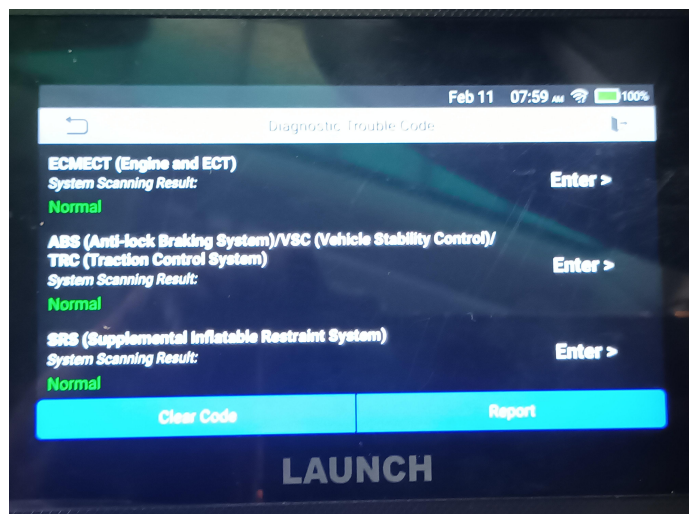 Feb 11 07:59 AM 100%
Diagnostic Trouble Code
ECMECT (Engine and ECT)
System Scanning Result:
Enter >
Normal
ABS (Anti-lock Braking System)/VSC (Vehicle Stability Control)/
TRC (Traction Control System)
Enter >
System Scanning Result:
Normal
SRS (Supplemental Inflatable Restraint System)
System Scanning Result:
Enter >
Normal
Clear Code Report
LAUNCH